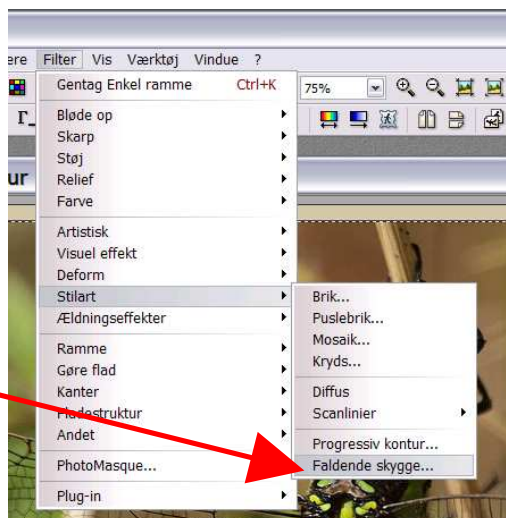 ere Filter Vis Værktøj Vindue ?
Gentag Enkel ramme Ctrl+K
75%
Bløde op
Skarp
Støj
ur
Relief
Farve
Artistisk
Visuel effekt
Deform
Stilart
Ældningseffekter
Ramme
Gøre flad
Kanter
Fladestruktur
Andet
PhotoMasque...
Plug-in
Brik...
Puslebrik...
Mosaik...
Kryds...
Diffus
Scanlinier
Progressiv kontur...
Faldende skygge...